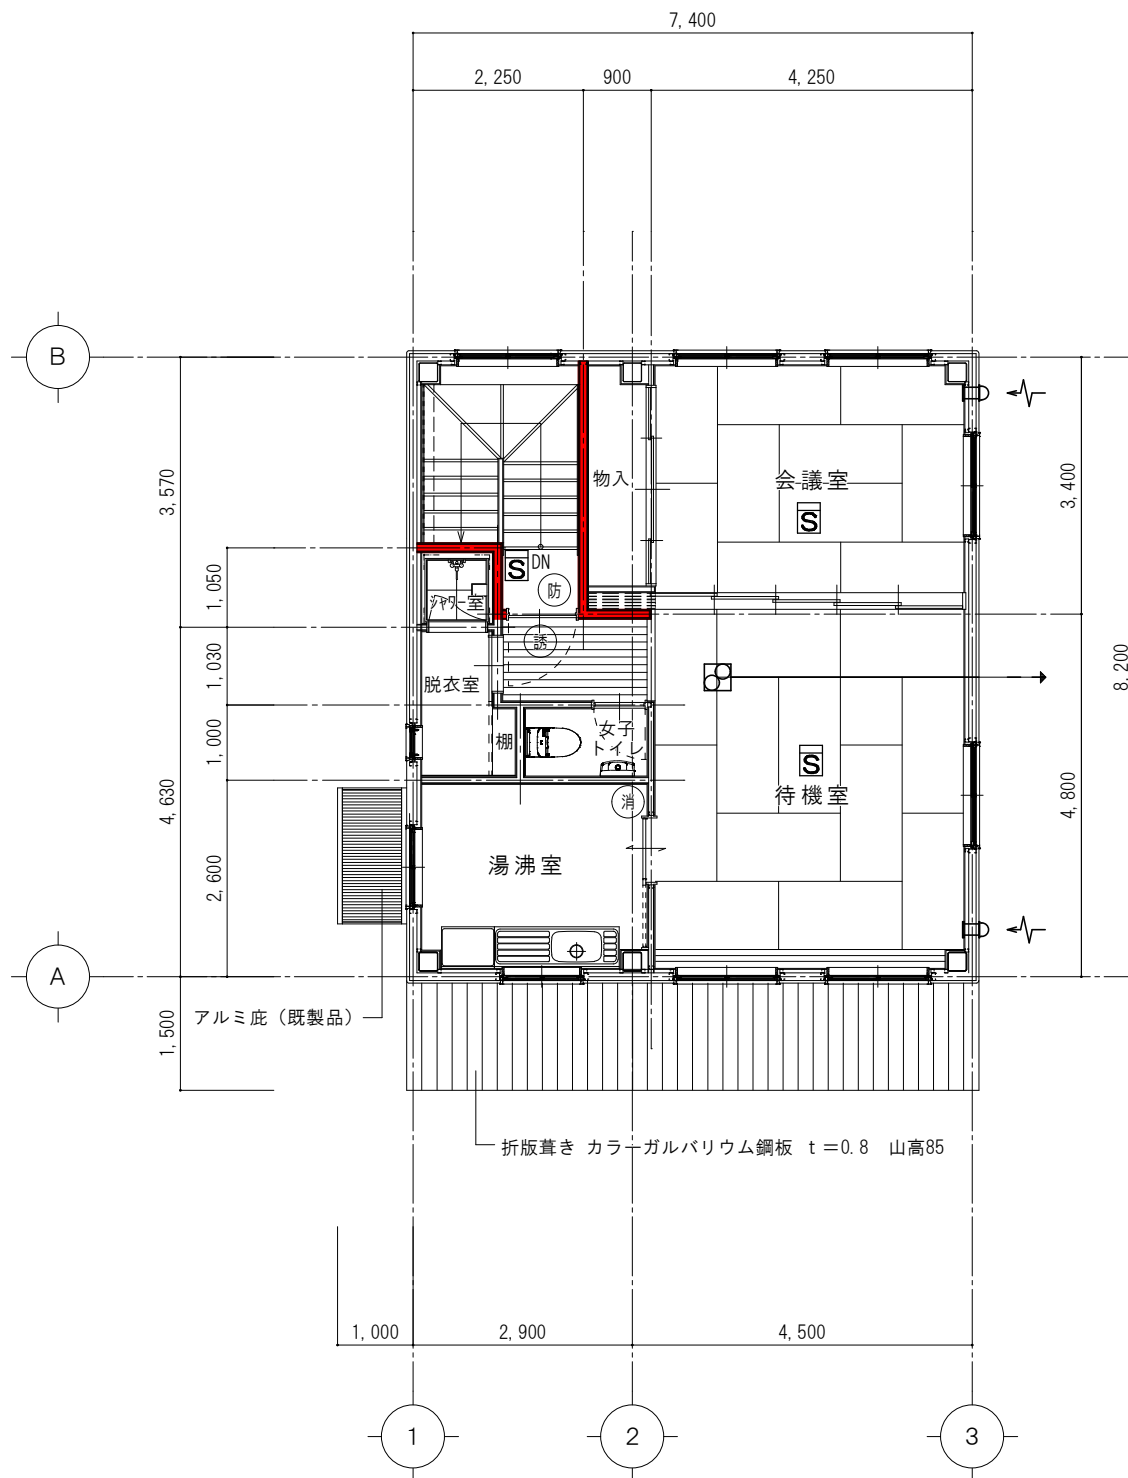 7,400
2,250
900
4,250
B
3,570
物入
会議室
S
3,400
S
DN
防
1,050
シャワー室
誘
1,030
脱衣室
8,200
1,000
棚
女子
トイレ
S
待機室
4,630
消
4,800
2,600
湯沸室
A
1,500
アルミ庇（既製品）
折版葺き カラーガルバリウム鋼板 t=0.8 山高85
1,000
2,900
4,500
1
2
3